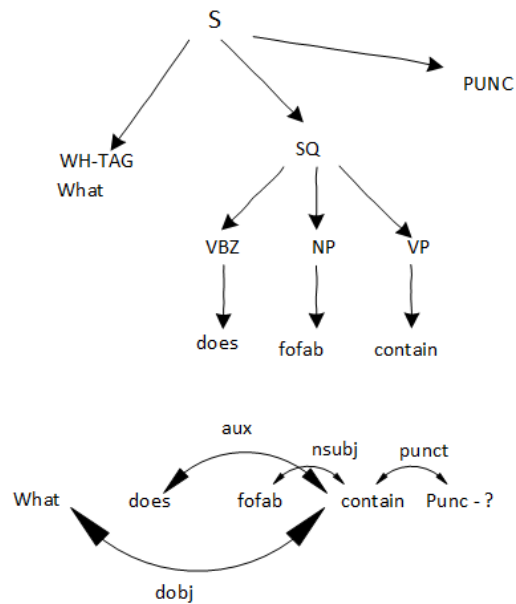 S
PUNC
WH-TAG
What
SQ
VBZ NP VP
does fofab contain
aux
nsubj punct
What does fofab contain Punc - ?
dobj